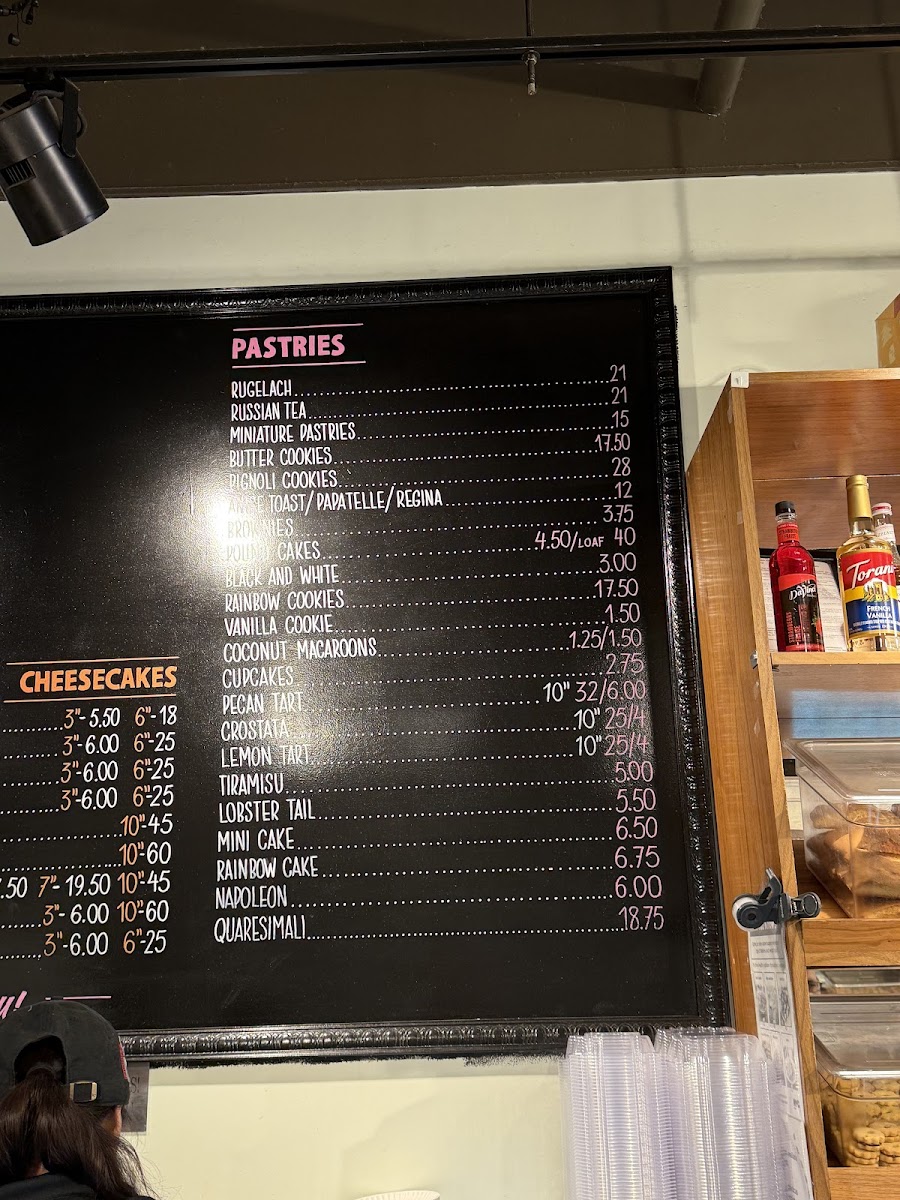 PASTRIES
RUGELACH 21
RUSSIAN TEA 21
MINIATURE PASTRIES 15
BUTTER COOKIES 17.50
PIGNOLI COOKIES 28
TOAST/PAPATELLE/REGINA 12
BROWNIES 3.75
CAKES 4.50/LOAF 40
BLACK AND WHITE 3.00
RAINBOW COOKIES 17.50
VANILLA COOKIE 1.50
COCONUT MACAROONS 1.25/1.50
CUPCAKES 2.75
PECAN TART 10" 32/6.00
CROSTATA 10" 25/4
LEMON TART 10" 25/4
TIRAMISU 5.00
LOBSTER TAIL 5.50
MINI CAKE 6.50
RAINBOW CAKE 6.75
NAPOLEON 6.00
QUARESIMALI 18.75
CHEESECAKES
3"-5.50 6"-18
3"-6.00 6"-25
3"-6.00 6"-25
3"-6.00 6"-25
10"-45
10"-60
.50 7"-19.50 10"-45
3"-6.00 10"-60
3"-6.00 6"-25
DaVinci
Torani
FRENCH
VANILLA